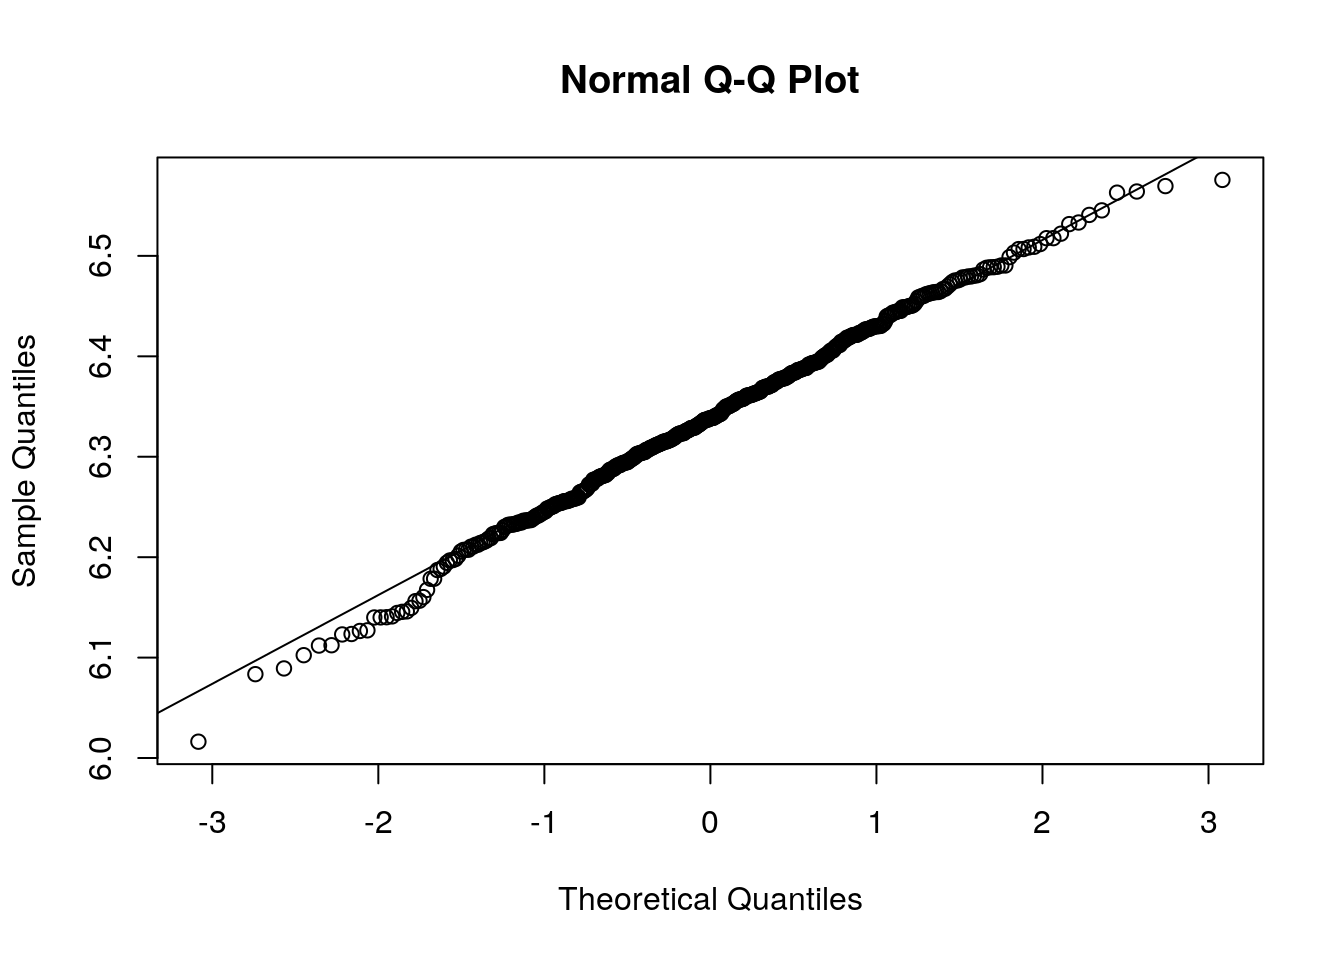 Normal Q-Q Plot
Sample Quantiles
6.5
6.4
6.3
6.2
6.1
6.0
-3 -2 -1 0 1 2 3
Theoretical Quantiles